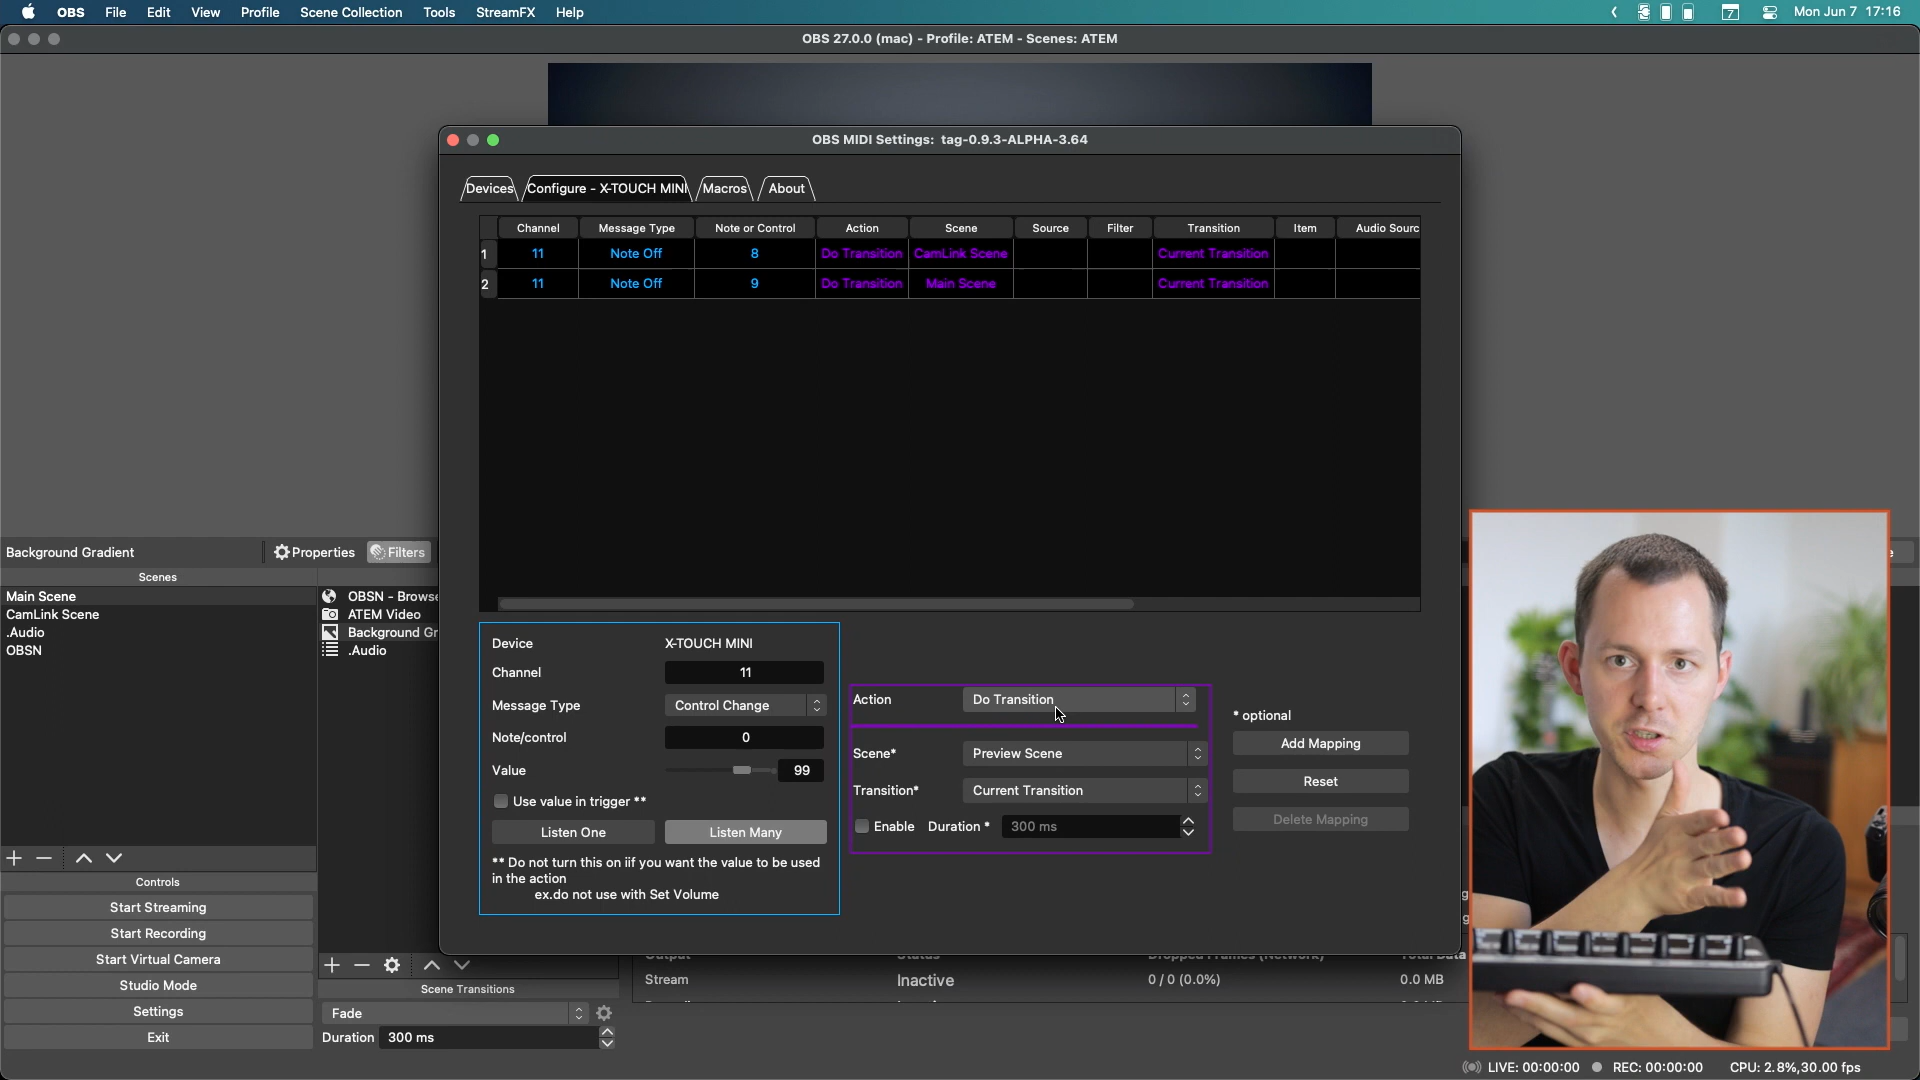 OBS File Edit View Profile Scene Collection Tools StreamFX Help
7 Mon Jun 7 17:16
OBS 27.0.0 (mac) - Profile: ATEM - Scenes: ATEM
OBS MIDI Settings: tag-0.9.3-ALPHA-3.64
Devices Configure - X-TOUCH MINI Macros About
Channel Message Type Note or Control Action Scene Source Filter Transition Item Audio Sourc
1 11 Note Off 8 Do Transition CamLink Scene Current Transition
2 11 Note Off 9 Do Transition Main Scene Current Transition
Background Gradient Properties Filters
Scenes
Main Scene
CamLink Scene
.Audio
OBSN
OBSN - Browse
ATEM Video
Background Gr
.Audio
Device X-TOUCH MINI
Channel 11
Message Type Control Change
Note/control 0
Value 99
Use value in trigger **
Listen One Listen Many
** Do not turn this on iif you want the value to be used
in the action
ex.do not use with Set Volume
Action Do Transition
Scene* Preview Scene
Transition* Current Transition
Enable Duration * 300 ms
* optional
Add Mapping
Reset
Delete Mapping
Controls
Start Streaming
Start Recording
Start Virtual Camera
Studio Mode
Settings
Exit
Scene Transitions
Fade
Duration 300 ms
Output Status Dropped Frames (Network) Total Data
Stream Inactive 0 / 0 (0.0%) 0.0 MB
LIVE: 00:00:00 REC: 00:00:00 CPU: 2.8%,30.00 fps